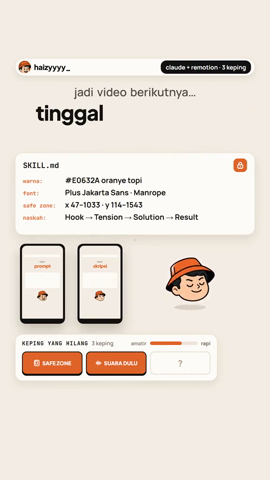 haizyyyy_
claude + remotion · 3 keping
jadi video berikutnya...
tinggal
SKILL.md
warna: #E0632A oranye topi
font: Plus Jakarta Sans · Manrope
safe zone: x 47–1033 · y 114–1543
naskah: Hook → Tension → Solution → Result
prompt
skripsi
KEPING YANG HILANG 3 keping
amatir
rapi
SAFE ZONE
SUARA DULU
?